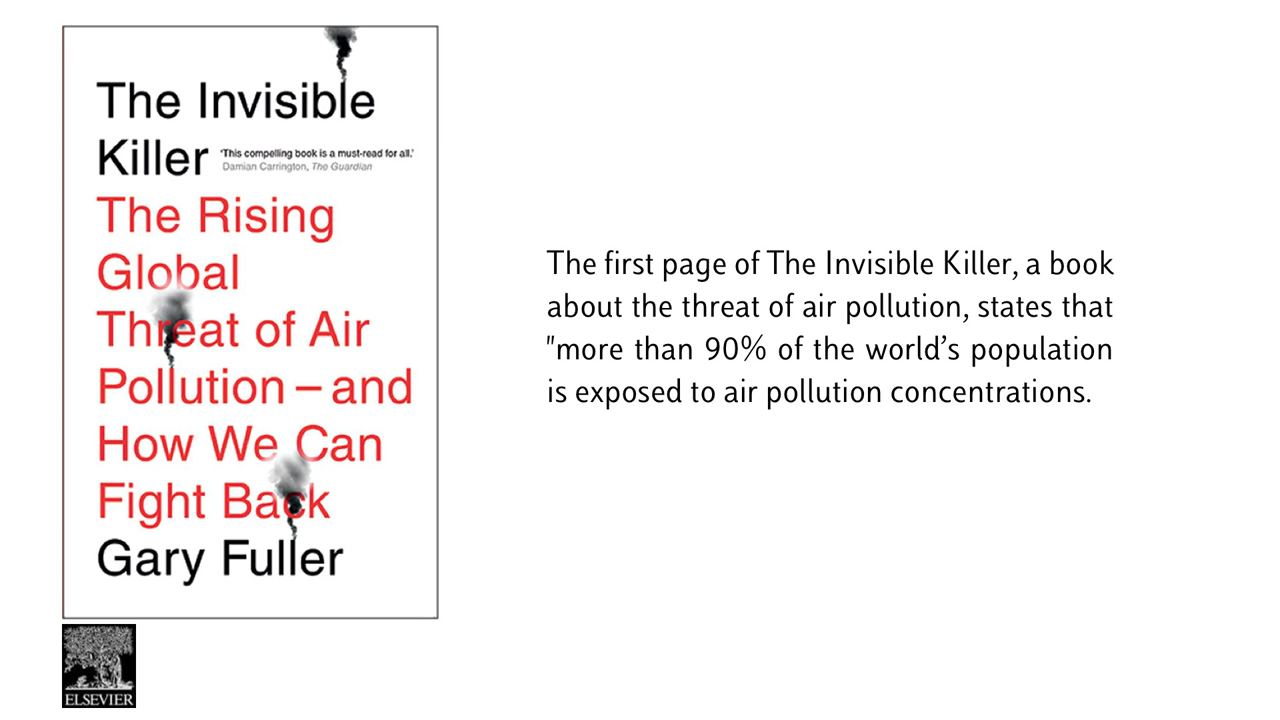 The Invisible
Killer
'This compelling book is a must-read for all.'
Damian Carrington, The Guardian
The Rising
Global
Threat of Air
Pollution – and
How We Can
Fight Back
Gary Fuller
ELSEVIER
The first page of The Invisible Killer, a book
about the threat of air pollution, states that
"more than 90% of the world’s population
is exposed to air pollution concentrations.